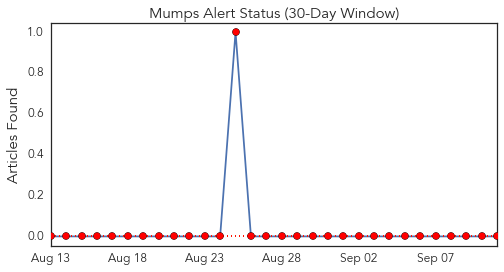 Mumps Alert Status (30-Day Window)
Articles Found
1.0
0.8
0.6
0.4
0.2
0.0
Aug 13 Aug 18 Aug 23 Aug 28 Sep 02 Sep 07